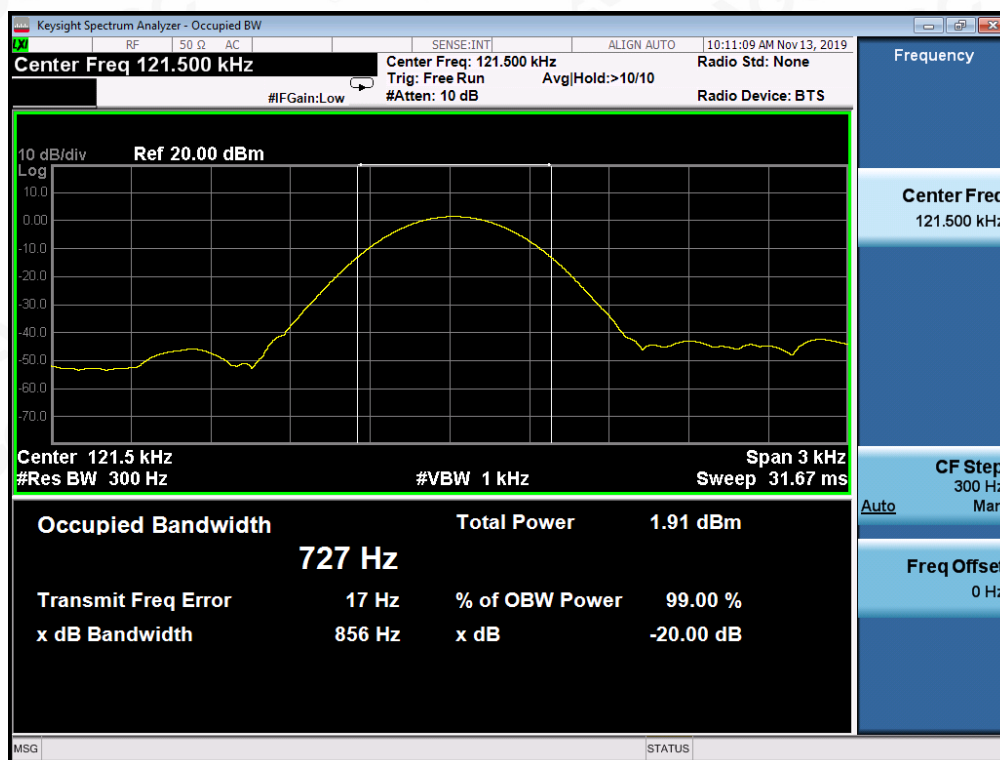 Keysight Spectrum Analyzer - Occupied BW
LXI RF 50 Ω AC SENSE:INT ALIGN AUTO 10:11:09 AM Nov 13, 2019
Center Freq 121.500 kHz Center Freq: 121.500 kHz Radio Std: None
Trig: Free Run Avg|Hold:>10/10
#IFGain:Low #Atten: 10 dB Radio Device: BTS
Frequency
10 dB/div Ref 20.00 dBm
Log
10.0
0.00
-10.0
-20.0
-30.0
-40.0
-50.0
-60.0
-70.0
Center 121.5 kHz Span 3 kHz
#Res BW 300 Hz #VBW 1 kHz Sweep 31.67 ms
Occupied Bandwidth Total Power 1.91 dBm
727 Hz
Transmit Freq Error 17 Hz % of OBW Power 99.00 %
x dB Bandwidth 856 Hz x dB -20.00 dB
Center Freq
121.500 kHz
CF Step
300 Hz
Auto Man
Freq Offset
0 Hz
MSG STATUS